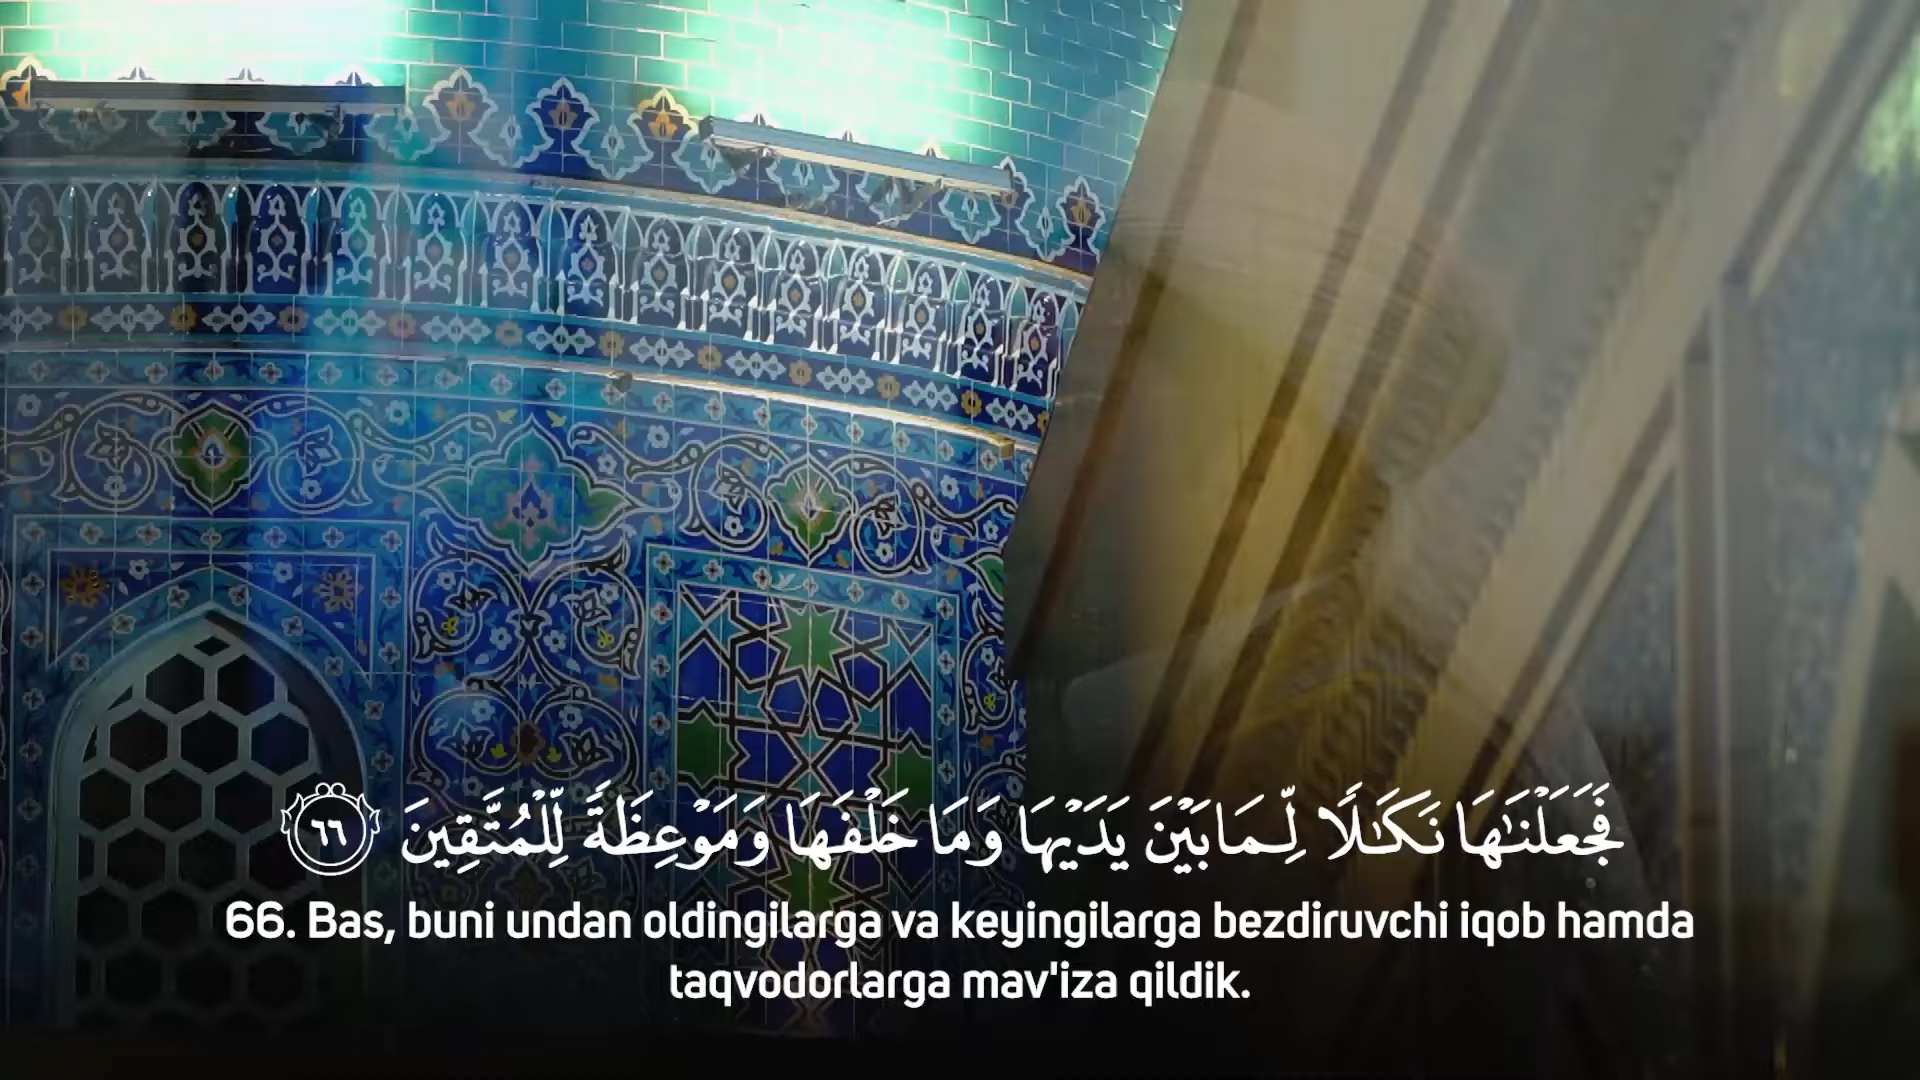 فَجَعَلْنَٰهَا نَكَٰلًا لِّمَا بَيْنَ يَدَيْهَا وَمَا خَلْفَهَا وَمَوْعِظَةً لِّلْمُتَّقِينَ ٦٦
66. Bas, buni undan oldingilarga va keyingilarga bezdiruvchi iqob hamda
taqvodorlarga mav'iza qildik.